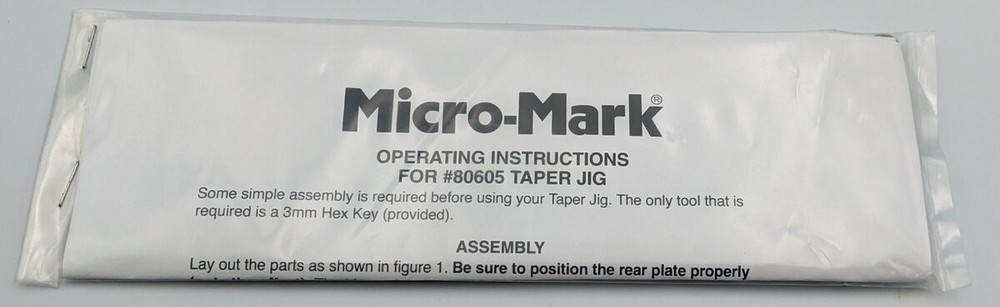 Micro-Mark®
OPERATING INSTRUCTIONS
FOR #80605 TAPER JIG
Some simple assembly is required before using your Taper Jig. The only tool that is
required is a 3mm Hex Key (provided).
ASSEMBLY
Lay out the parts as shown in figure 1. Be sure to position the rear plate properly